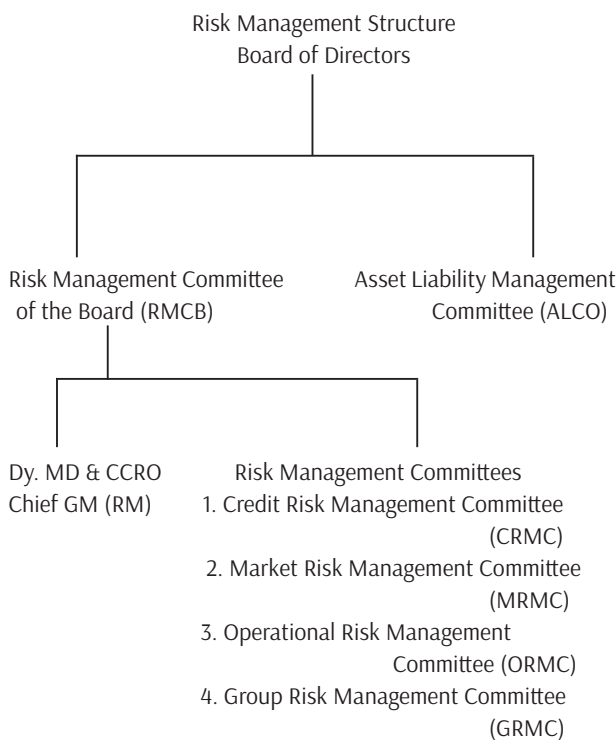 Risk Management Structure
Board of Directors
Risk Management Committee
of the Board (RMCB)
Asset Liability Management
Committee (ALCO)
Dy. MD & CCRO
Chief GM (RM)
Risk Management Committees
1. Credit Risk Management Committee
(CRMC)
2. Market Risk Management Committee
(MRMC)
3. Operational Risk Management
Committee (ORMC)
4. Group Risk Management Committee
(GRMC)